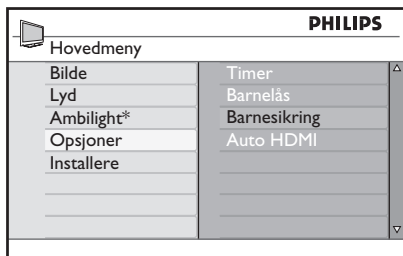 PHILIPS
Hovedmeny
Bilde
Lyd
Ambilight*
Opsjoner
Installere
Timer
Barnelås
Barnesikring
Auto HDMI